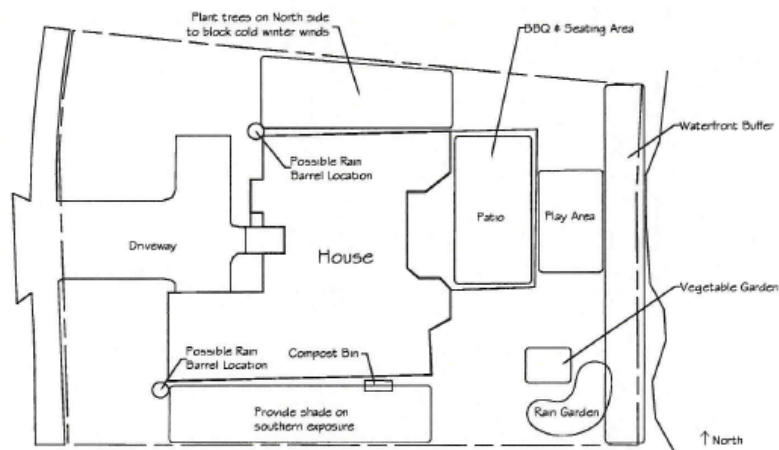 Plant trees on North side
to block cold winter winds
BBQ & Seating Area
Waterfront Buffer
Possible Rain
Barrel Location
Driveway
House
Patio
Play Area
Vegetable Garden
Possible Rain
Barrel Location
Compost Bin
Provide shade on
southern exposure
Rain Garden
↑ North